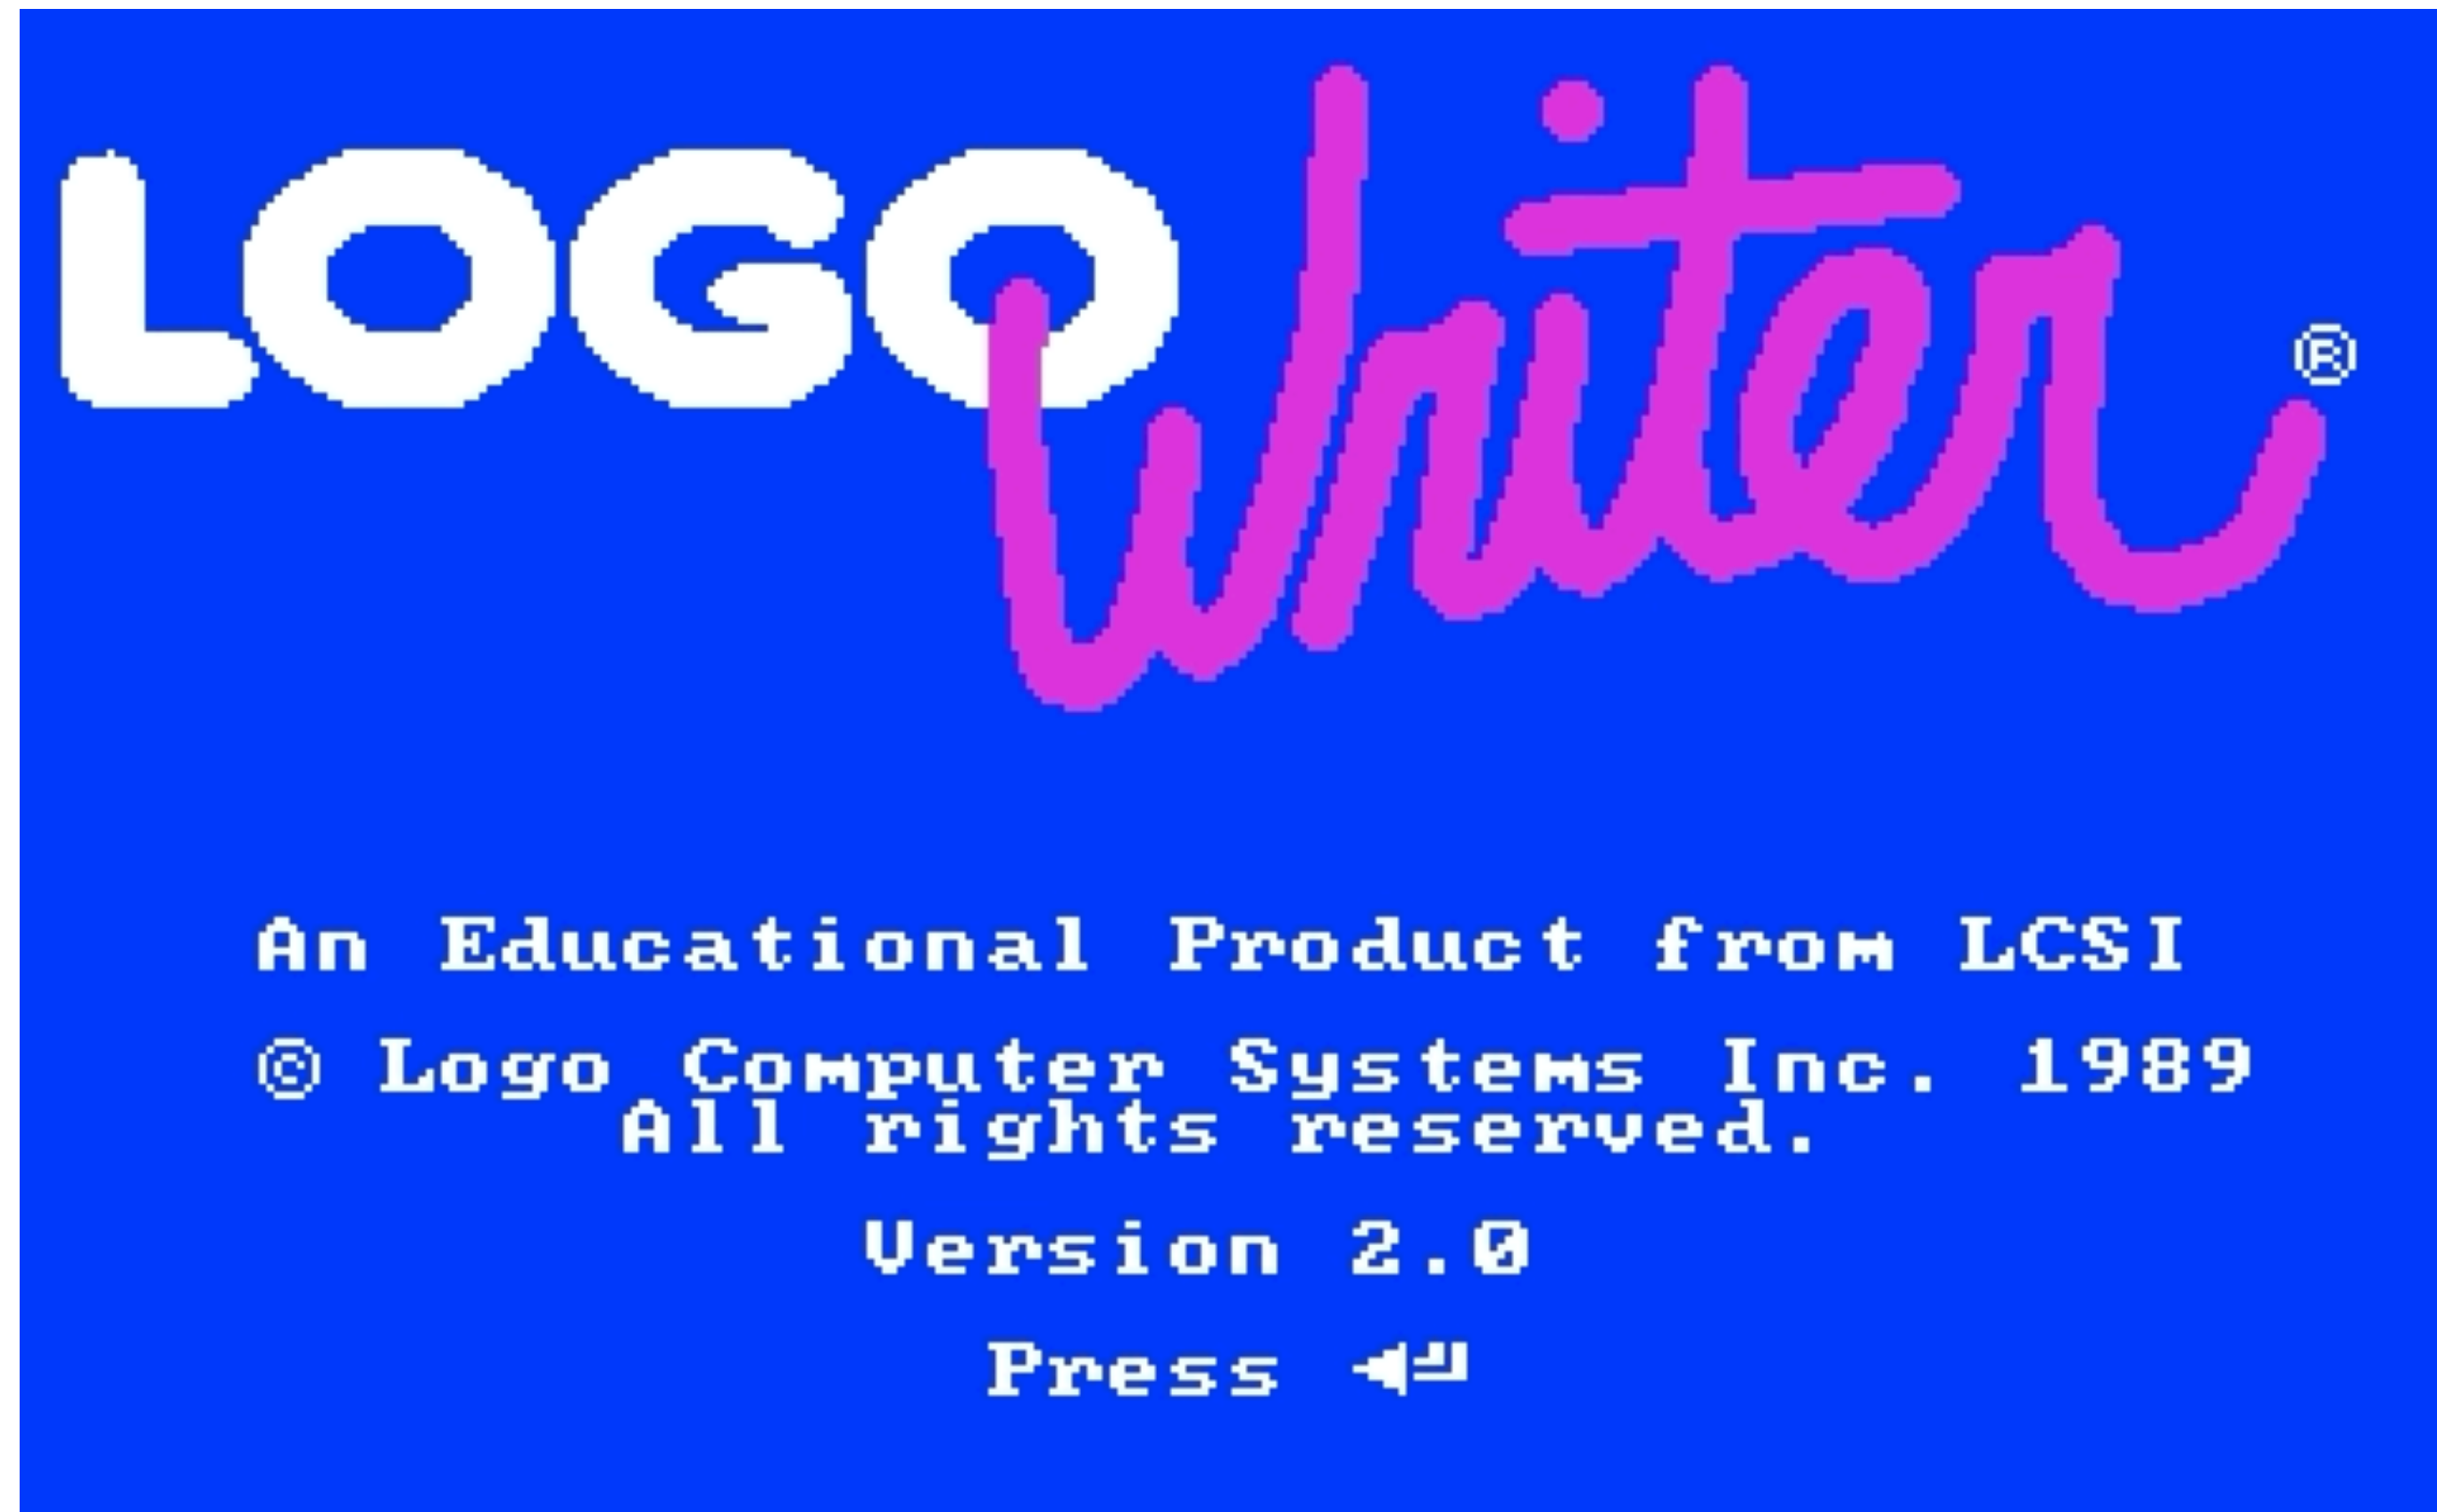 LOGO Writer ®
An Educational Product from LCSI
© Logo Computer Systems Inc. 1989
All rights reserved.
Version 2.0
Press